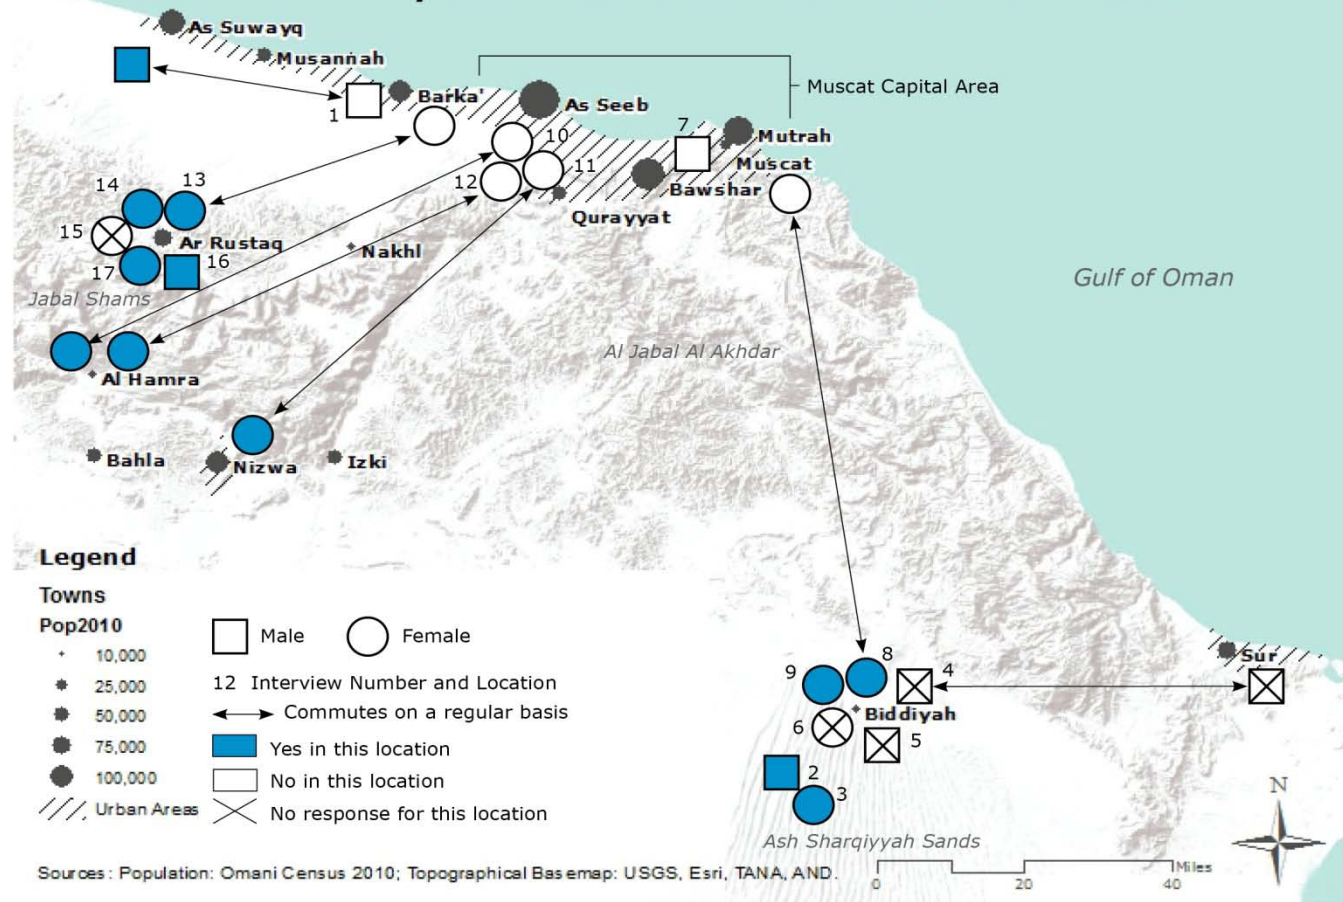 As Suwayq
Musannah
Barka'
As Seeb
Muscat Capital Area
Mutrah
Muscat
Bawshar
Qurayyat
1
10
11
12
7
14
13
15
Ar Rustaq
17
16
Nakhl
Jabal Shams
Gulf of Oman
Al Jabal Al Akhdar
Al Hamra
Bahla
Nizwa
Izki
Sur
9
8
4
Biddiyah
6
5
2
3
Ash Sharqiyyah Sands
Legend
Towns
Pop2010
10,000
25,000
50,000
75,000
100,000
Urban Areas
Male
Female
12 Interview Number and Location
Commutes on a regular basis
Yes in this location
No in this location
No response for this location
N
Miles
0 20 40
Sources: Population: Omani Census 2010; Topographical Basemap: USGS, Esri, TANA, AND.